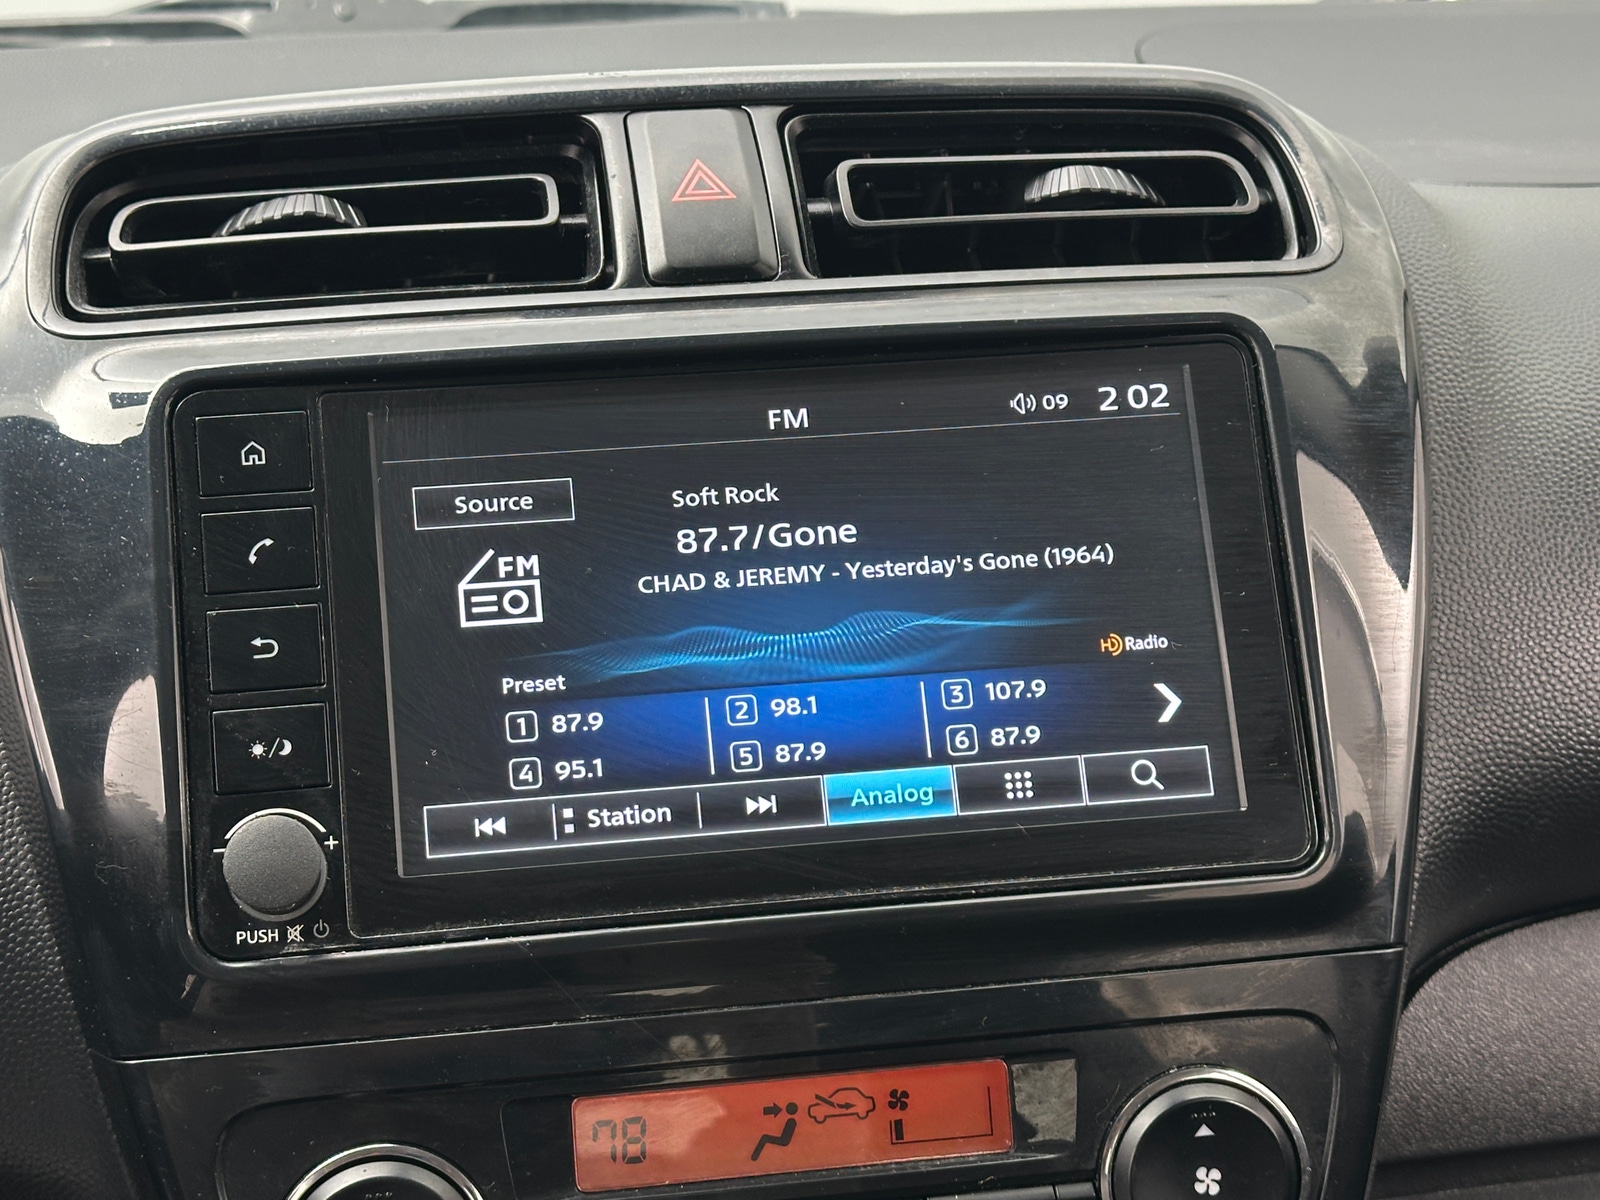 FM
09
2 02
Source
Soft Rock
87.7/Gone
FM
CHAD & JEREMY - Yesterday's Gone (1964)
HD Radio
Preset
1 87.9
2 98.1
3 107.9
4 95.1
5 87.9
6 87.9
Station
Analog
- +
PUSH
78